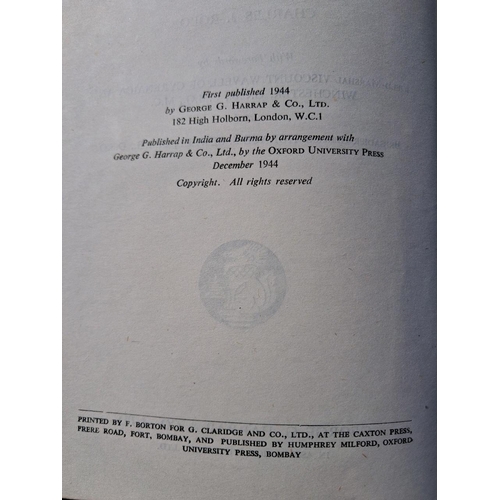 First published 1944
by GEORGE G. HARRAP & CO., LTD.
182 High Holborn, London, W.C.1
Published in India and Burma by arrangement with
George G. Harrap & Co., Ltd., by the OXFORD UNIVERSITY PRESS
December 1944
Copyright. All rights reserved
PRINTED BY F. BORTON FOR G. CLARIDGE AND CO., LTD., AT THE CAXTON PRESS,
FRERE ROAD, FORT, BOMBAY, AND PUBLISHED BY HUMPHREY MILFORD, OXFORD
UNIVERSITY PRESS, BOMBAY